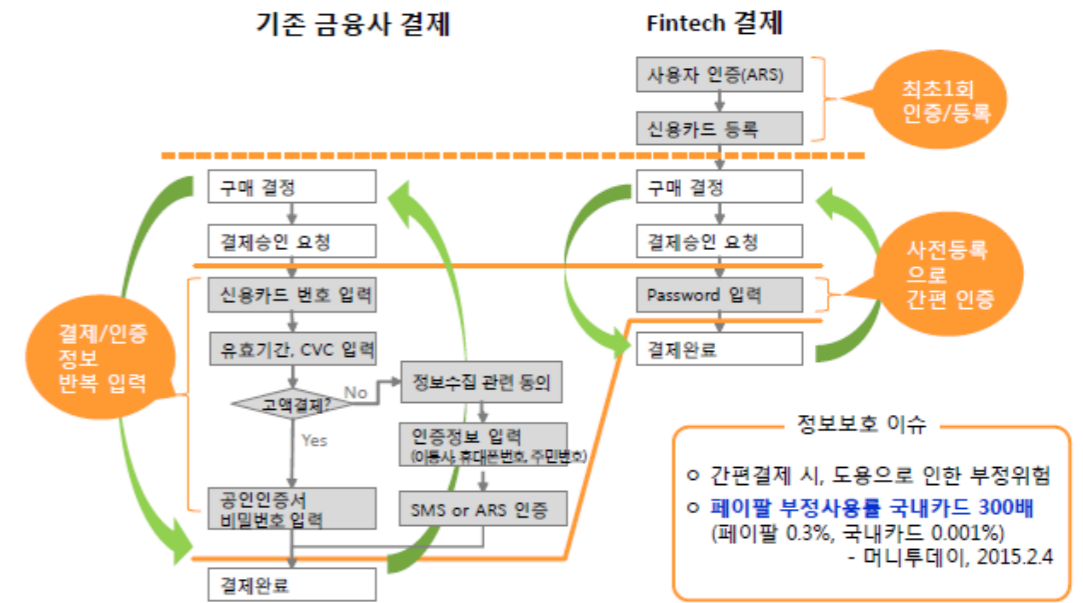 기존 금융사 결제
Fintech 결제
사용자 인증(ARS)
신용카드 등록
최초1회
인증/등록
구매 결정
결제승인 요청
신용카드 번호 입력
유효기간, CVC 입력
고액결제?
No
Yes
정보수집 관련 동의
인증정보 입력
(이통사, 휴대폰번호, 주민번호)
SMS or ARS 인증
공인인증서
비밀번호 입력
결제완료
결제/인증
정보
반복 입력
구매 결정
결제승인 요청
Password 입력
결제완료
사전등록
으로
간편 인증
정보보호 이슈
간편결제 시, 도용으로 인한 부정위험
페이팔 부정사용률 국내카드 300배
(페이팔 0.3%, 국내카드 0.001%)
- 머니투데이, 2015.2.4